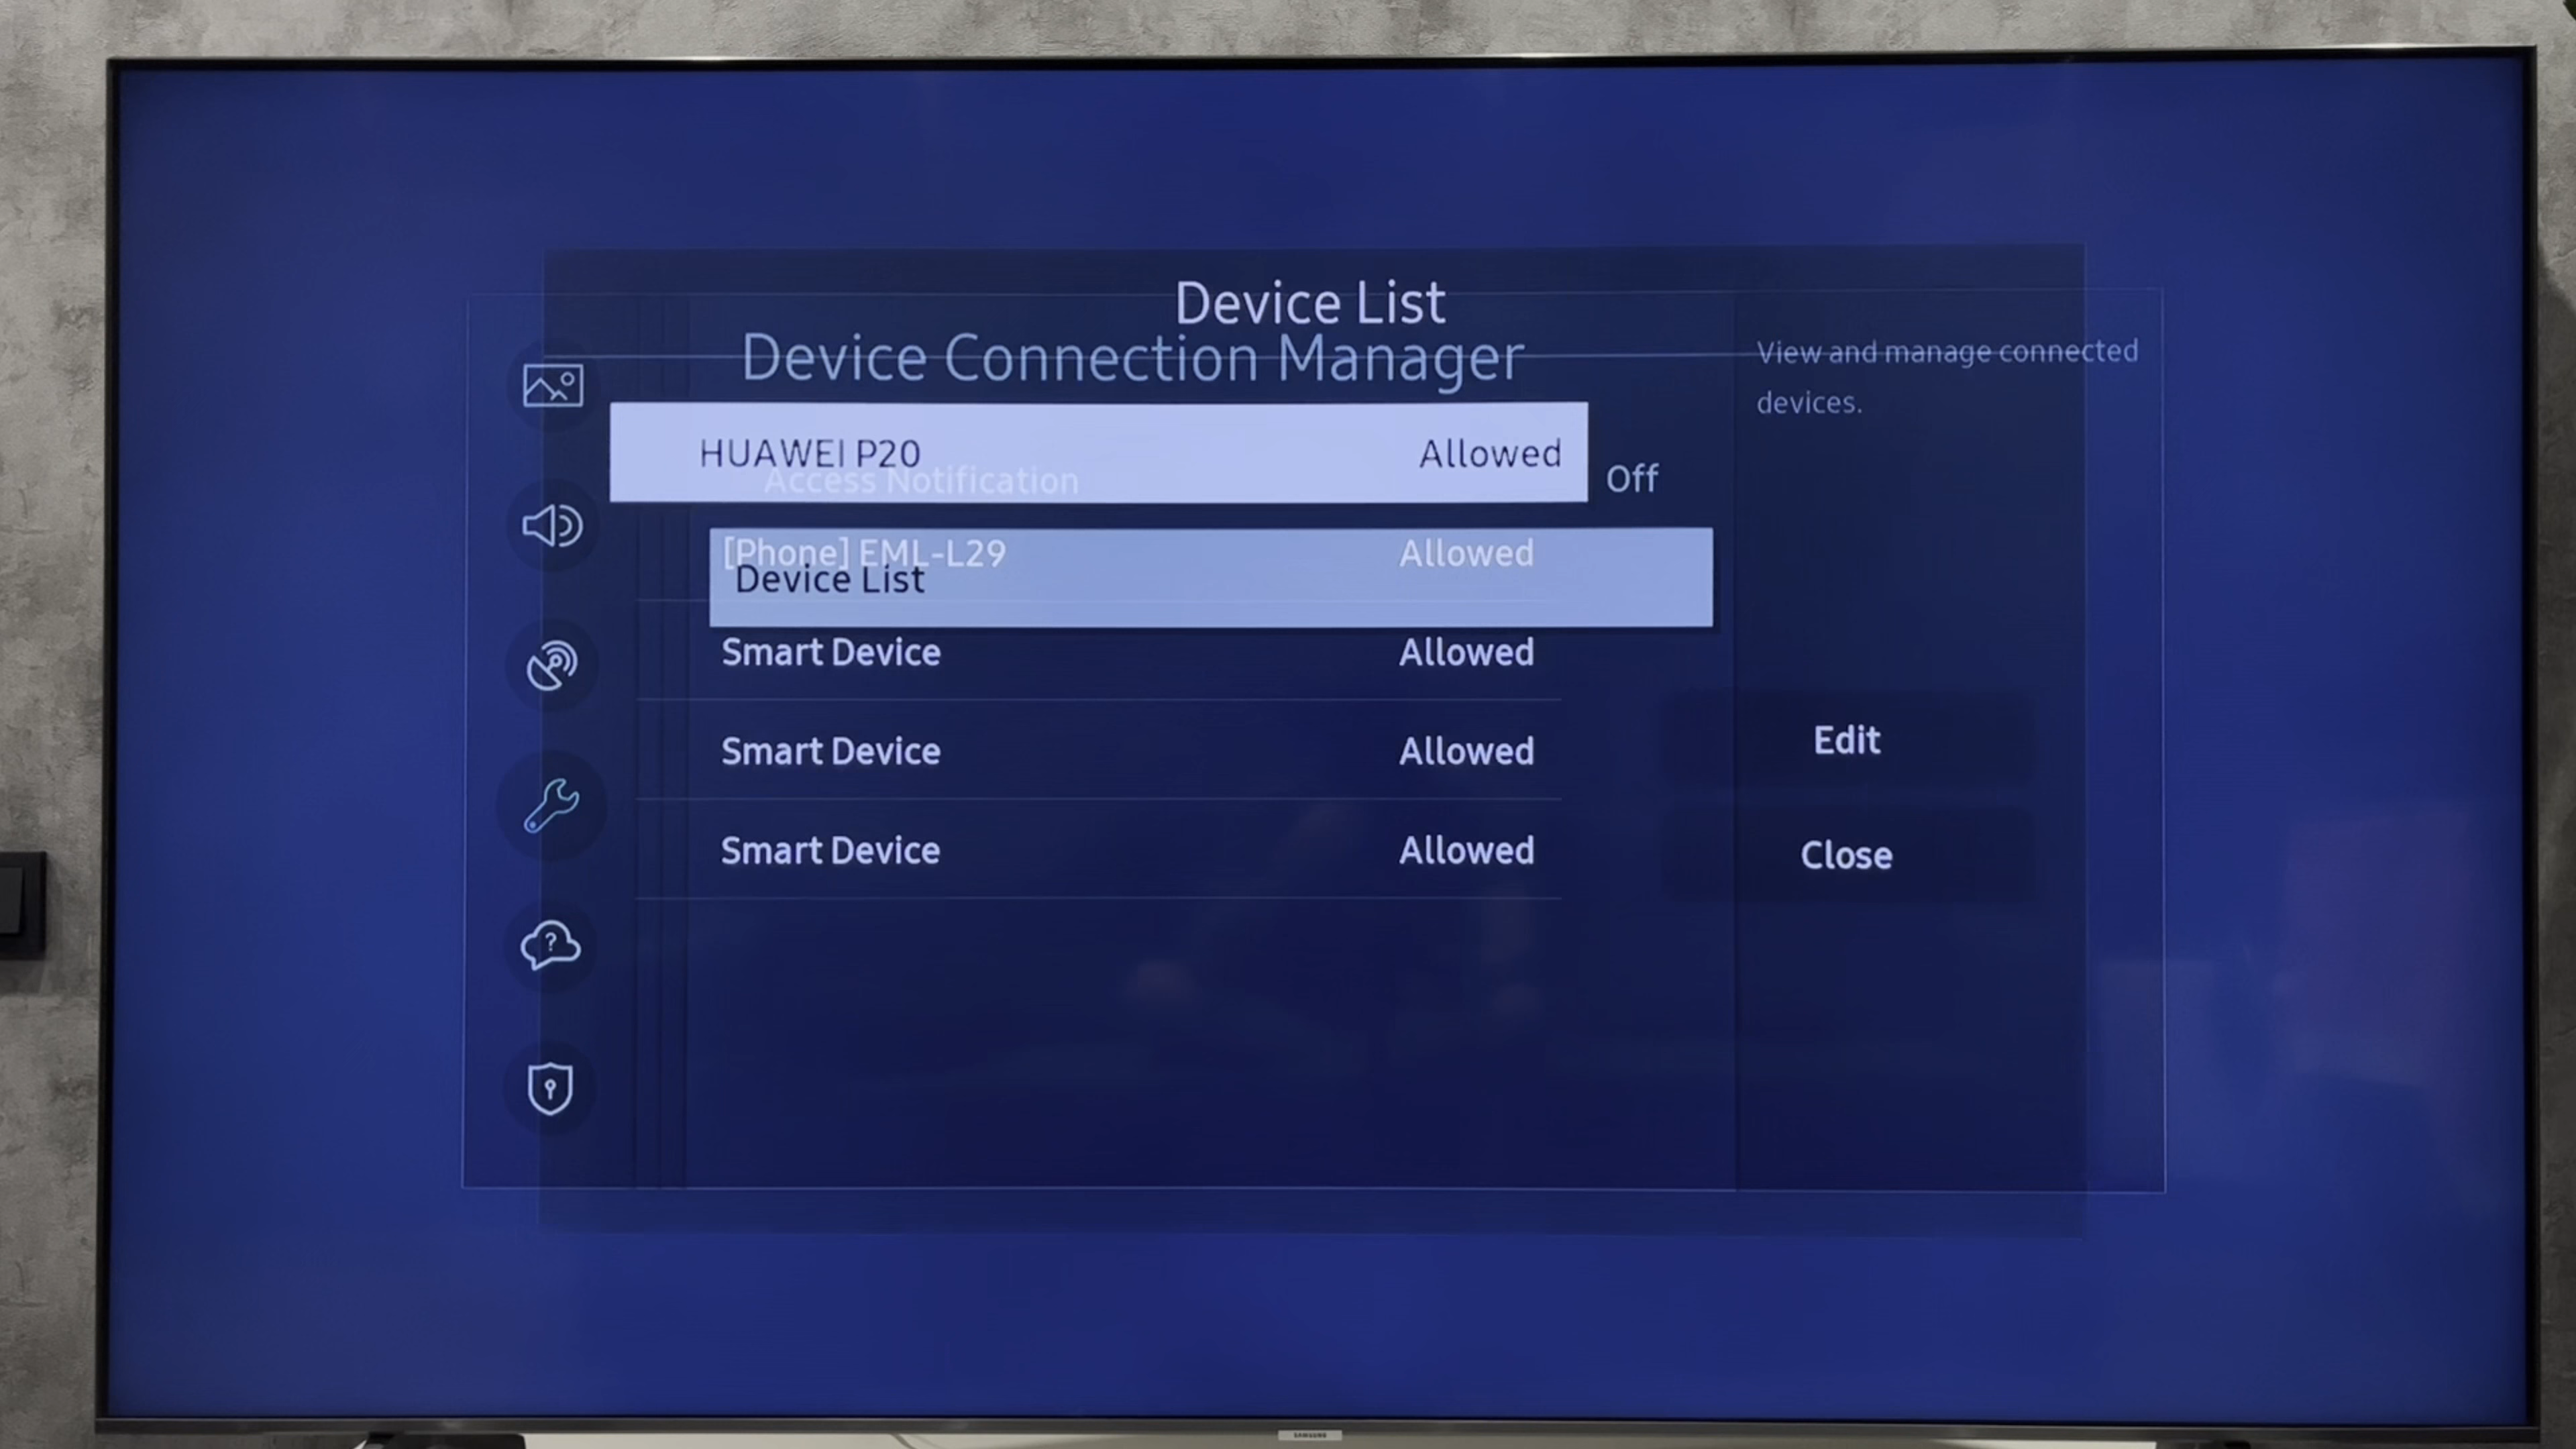 Device List
Device Connection Manager
View and manage connected
devices.
HUAWEI P20 Allowed
Access Notification Off
[Phone] EML-L29 Allowed
Device List
Smart Device Allowed
Smart Device Allowed
Edit
Smart Device Allowed
Close
?
SAMSUNG